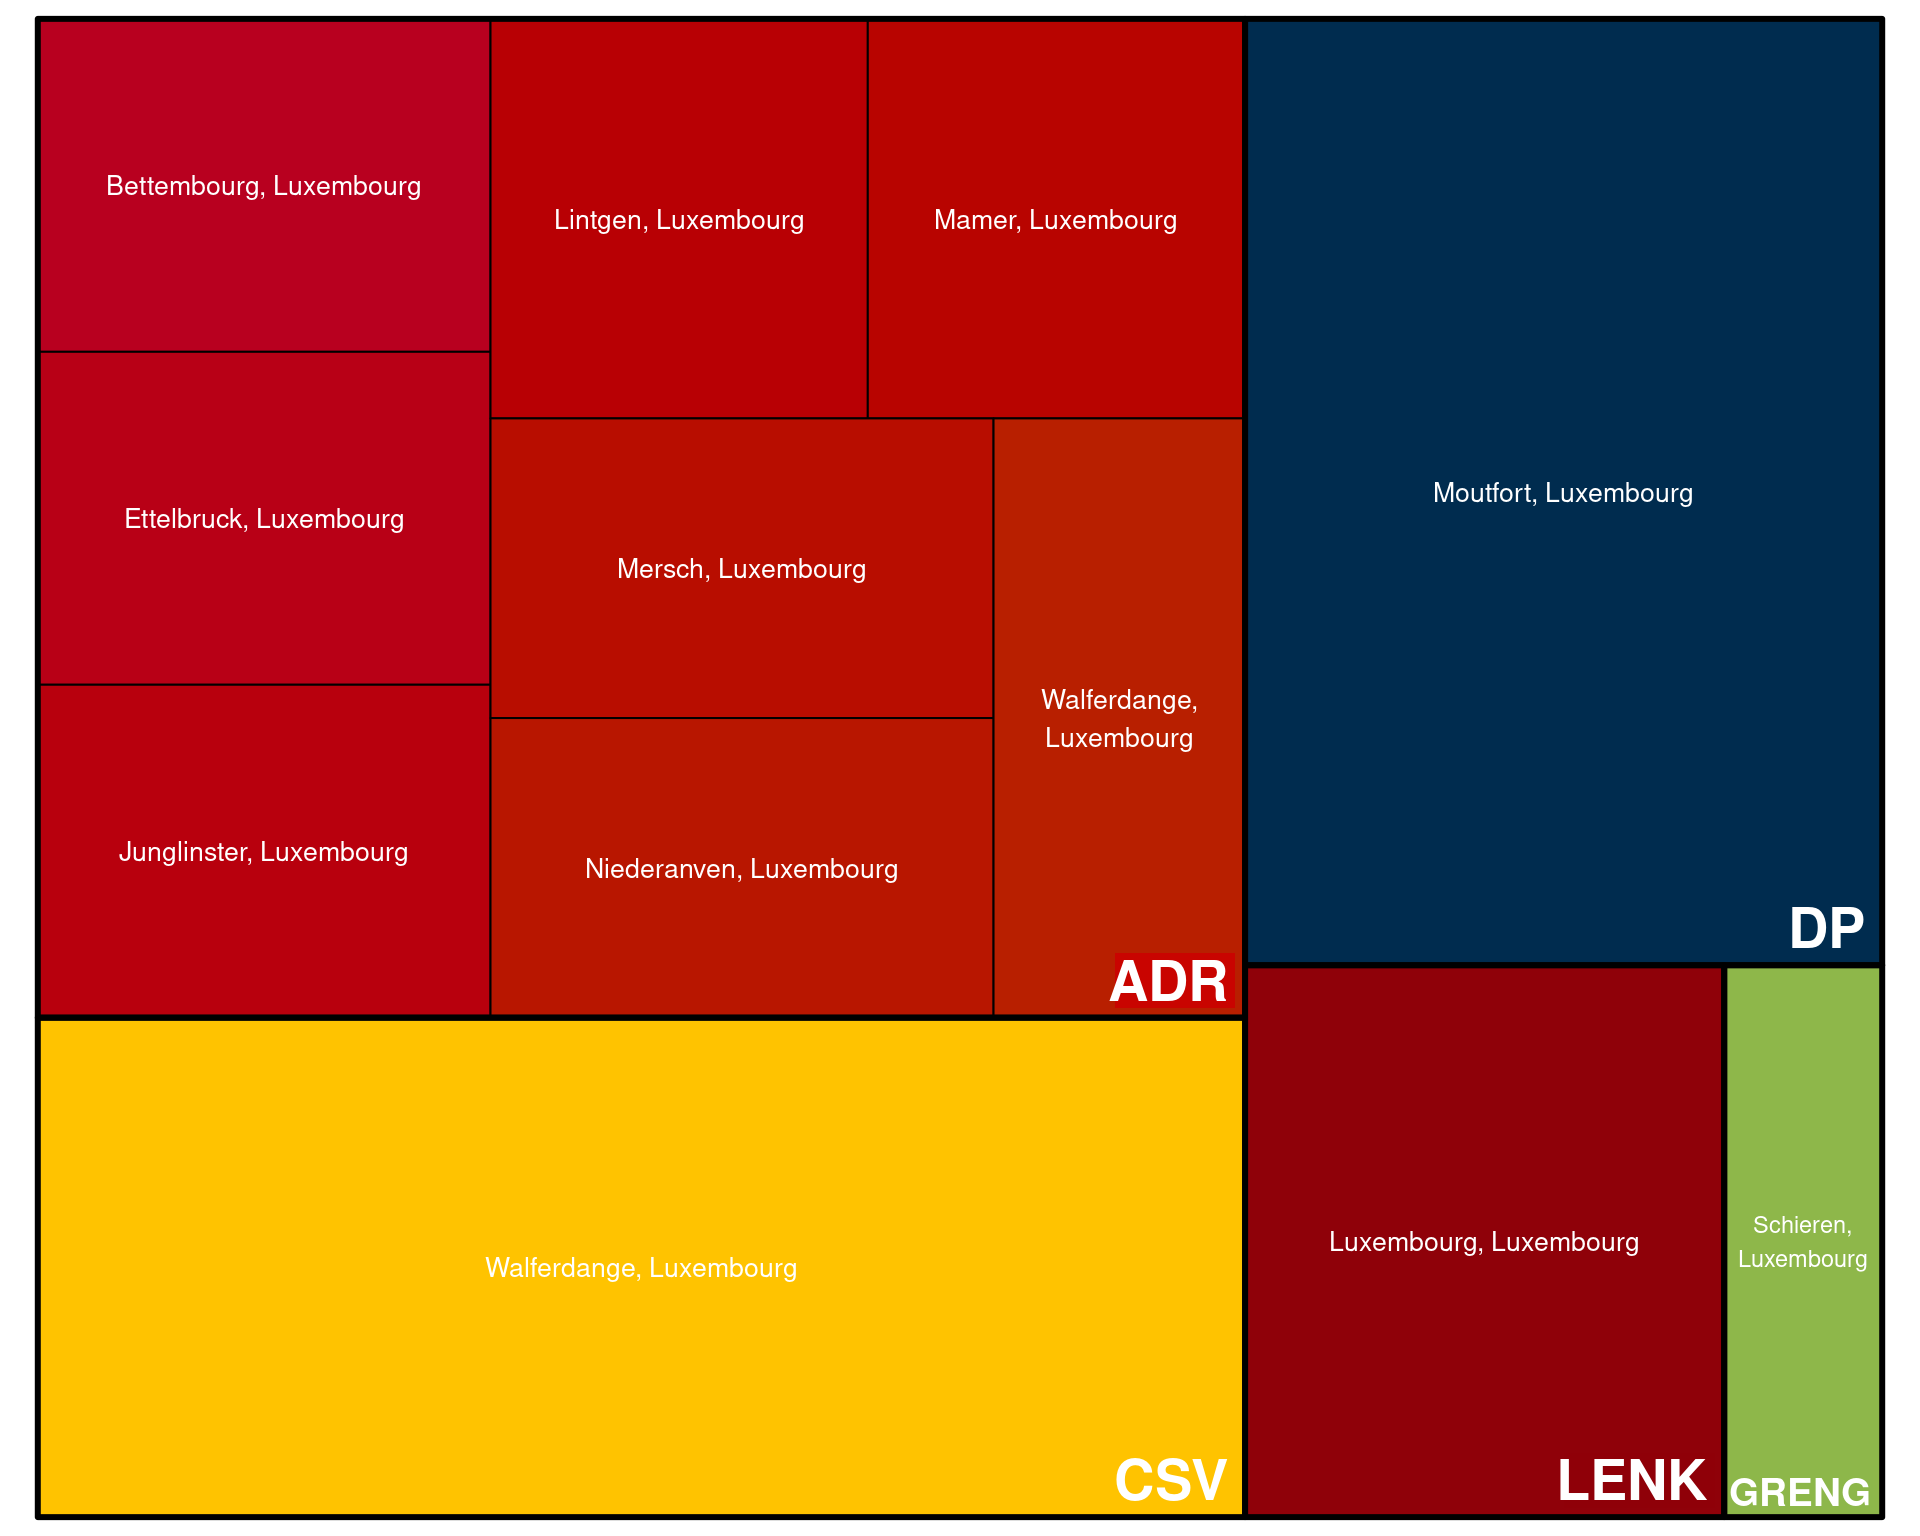 Bettembourg, Luxembourg
Ettelbruck, Luxembourg
Junglinster, Luxembourg
Lintgen, Luxembourg
Mamer, Luxembourg
Mersch, Luxembourg
Niederanven, Luxembourg
Walferdange,
Luxembourg
ADR
Walferdange, Luxembourg
CSV
Moutfort, Luxembourg
DP
Luxembourg, Luxembourg
LENK
Schieren,
Luxembourg
GRENG